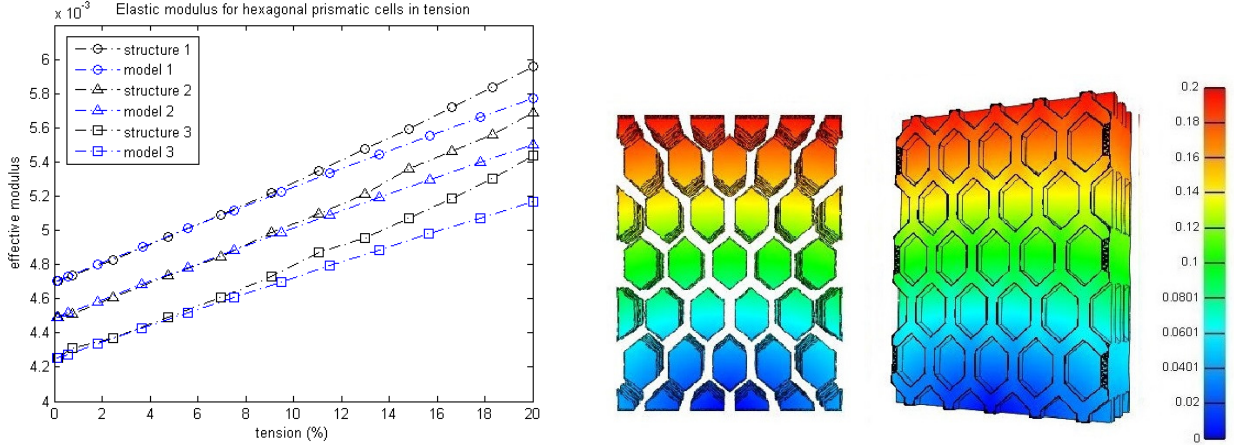 Elastic modulus for hexagonal prismatic cells in tension
x 10⁻³
structure 1
model 1
structure 2
model 2
structure 3
model 3
6
5.8
5.6
5.4
5.2
5
4.8
4.6
4.4
4.2
4
effective modulus
0 2 4 6 8 10 12 14 16 18 20
tension (%)
0.2
0.18
0.16
0.14
0.12
0.1
0.0801
0.0601
0.0401
0.02
0